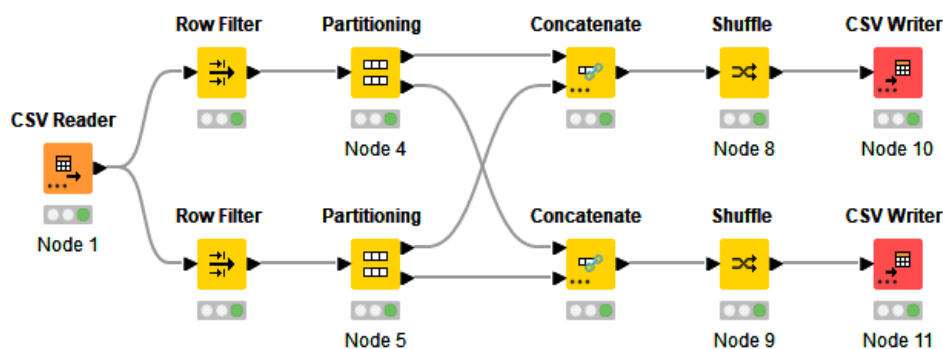 Row Filter
Partitioning
Concatenate
Shuffle
CSV Writer
CSV Reader
Node 4
Node 8
Node 10
Node 1
Row Filter
Partitioning
Concatenate
Shuffle
CSV Writer
Node 5
Node 9
Node 11